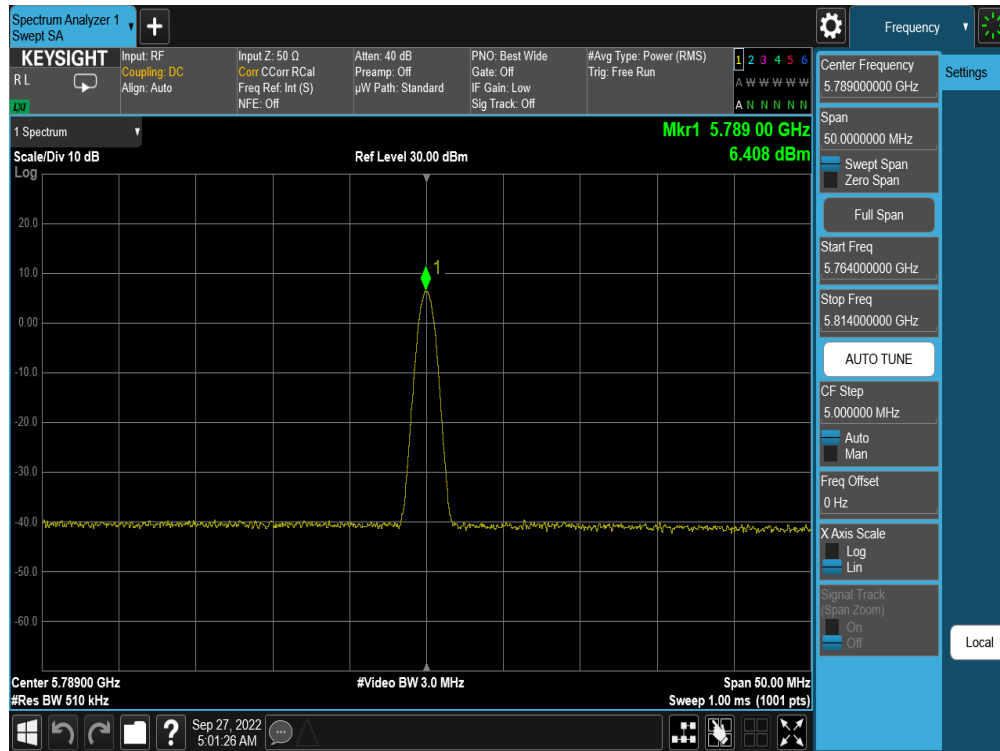 Spectrum Analyzer 1
Swept SA
Frequency
KEYSIGHT
R L
LXI
Input: RF
Coupling: DC
Align: Auto
Input Z: 50 Ω
Corr CCorr RCal
Freq Ref: Int (S)
NFE: Off
Atten: 40 dB
Preamp: Off
µW Path: Standard
PNO: Best Wide
Gate: Off
IF Gain: Low
Sig Track: Off
#Avg Type: Power (RMS)
Trig: Free Run
1 2 3 4 5 6
A W W W W W
A N N N N N
1 Spectrum
Scale/Div 10 dB
Log
Ref Level 30.00 dBm
Mkr1 5.789 00 GHz
6.408 dBm
1
20.0
10.0
0.00
-10.0
-20.0
-30.0
-40.0
-50.0
-60.0
Center 5.78900 GHz
#Res BW 510 kHz
#Video BW 3.0 MHz
Span 50.00 MHz
Sweep 1.00 ms (1001 pts)
Center Frequency
5.789000000 GHz
Settings
Span
50.0000000 MHz
Swept Span
Zero Span
Full Span
Start Freq
5.764000000 GHz
Stop Freq
5.814000000 GHz
AUTO TUNE
CF Step
5.000000 MHz
Auto
Man
Freq Offset
0 Hz
X Axis Scale
Log
Lin
Signal Track
(Span Zoom)
On
Off
Local
?
Sep 27, 2022
5:01:26 AM